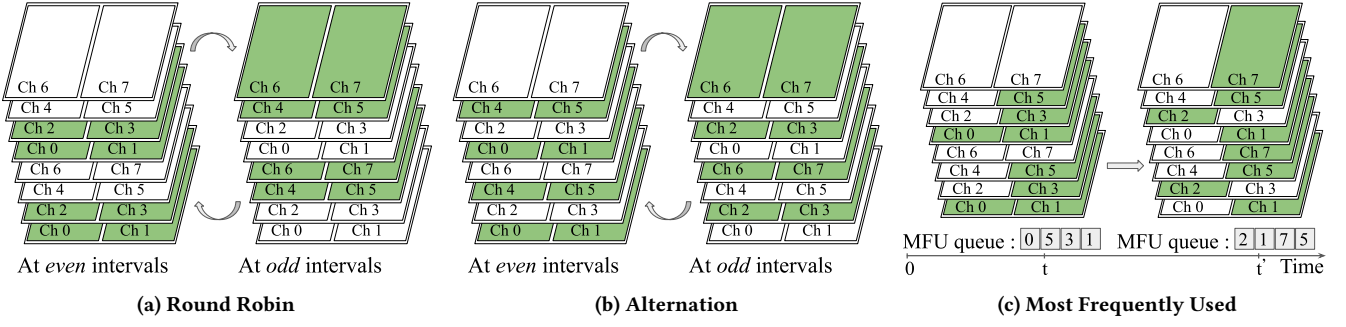 Ch 6 Ch 7
Ch 4 Ch 5
Ch 2 Ch 3
Ch 0 Ch 1
Ch 6 Ch 7
Ch 4 Ch 5
Ch 2 Ch 3
Ch 0 Ch 1
At even intervals
Ch 6 Ch 7
Ch 4 Ch 5
Ch 2 Ch 3
Ch 0 Ch 1
Ch 6 Ch 7
Ch 4 Ch 5
Ch 2 Ch 3
Ch 0 Ch 1
At odd intervals
(a) Round Robin
Ch 6 Ch 7
Ch 4 Ch 5
Ch 2 Ch 3
Ch 0 Ch 1
Ch 6 Ch 7
Ch 4 Ch 5
Ch 2 Ch 3
Ch 0 Ch 1
At even intervals
Ch 6 Ch 7
Ch 4 Ch 5
Ch 2 Ch 3
Ch 0 Ch 1
Ch 6 Ch 7
Ch 4 Ch 5
Ch 2 Ch 3
Ch 0 Ch 1
At odd intervals
(b) Alternation
Ch 6 Ch 7
Ch 4 Ch 5
Ch 2 Ch 3
Ch 0 Ch 1
Ch 6 Ch 7
Ch 4 Ch 5
Ch 2 Ch 3
Ch 0 Ch 1
MFU queue : 0 5 3 1
Ch 6 Ch 7
Ch 4 Ch 5
Ch 2 Ch 3
Ch 0 Ch 1
Ch 6 Ch 7
Ch 4 Ch 5
Ch 2 Ch 3
Ch 0 Ch 1
MFU queue : 2 1 7 5
0 t t' Time
(c) Most Frequently Used